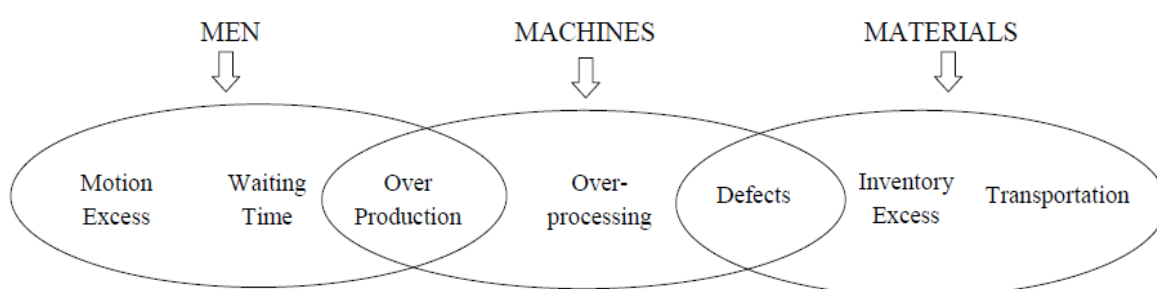 MEN MACHINES MATERIALS
Motion Excess
Waiting Time
Over Production
Over-
processing
Defects
Inventory Excess
Transportation